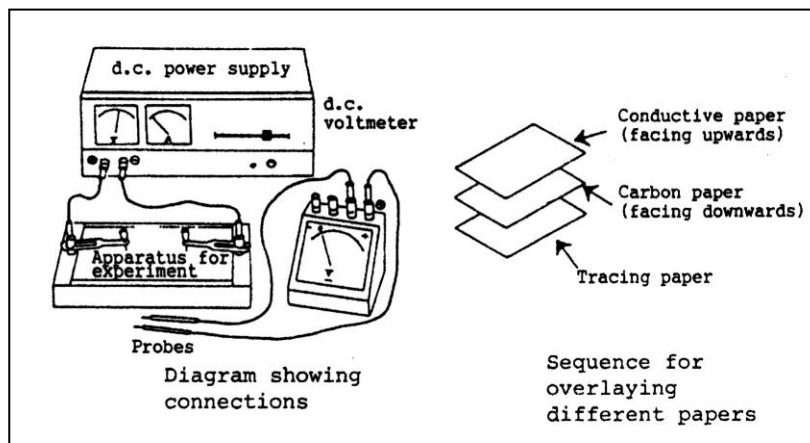 d.c. power supply
d.c.
voltmeter
V
A
Apparatus for
experiment
Probes
Diagram showing
connections
Conductive paper
(facing upwards)
Carbon paper
(facing downwards)
Tracing paper
Sequence for
overlaying
different papers